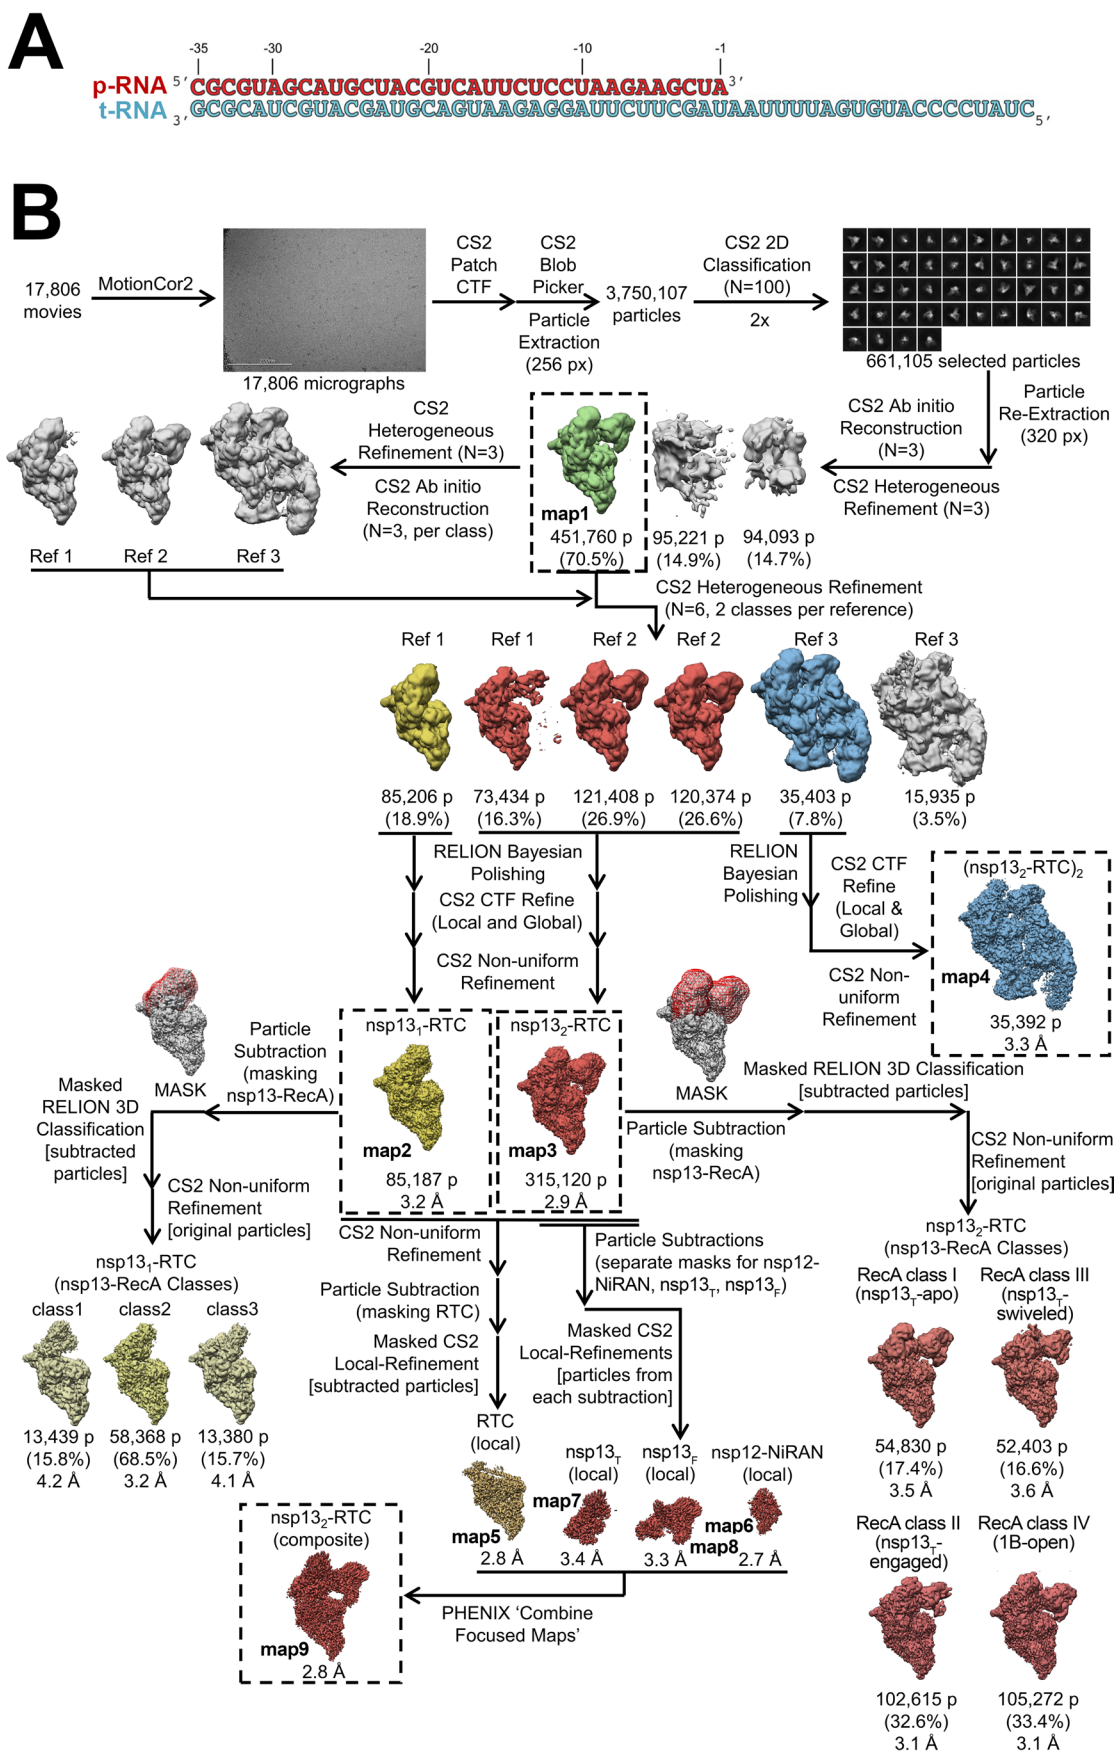 A
-35 -30 -20 -10 -1
p-RNA 5′ CGCGUAGCAUGCUACGUCAUUCUCCUAAGAAGCUA 3′
t-RNA 3′ GCGCAUCGUACGAUGCAGUAAGAGGAUUCUUCGAUAAUUUUAGUGUACCCCUAUC 5′
B
17,806
movies
MotionCor2
17,806 micrographs
CS2
Patch
CTF
CS2
Blob
Picker
Particle
Extraction
(256 px)
3,750,107
particles
CS2 2D
Classification
(N=100)
2x
661,105 selected particles
Particle
Re-Extraction
(320 px)
CS2 Ab initio
Reconstruction
(N=3)
CS2 Heterogeneous
Refinement (N=3)
map1
451,760 p
(70.5%)
95,221 p
(14.9%)
94,093 p
(14.7%)
CS2
Heterogeneous
Refinement (N=3)
CS2 Ab initio
Reconstruction
(N=3, per class)
Ref 1 Ref 2 Ref 3
CS2 Heterogeneous Refinement
(N=6, 2 classes per reference)
Ref 1 Ref 1 Ref 2 Ref 2 Ref 3 Ref 3
85,206 p 73,434 p 121,408 p 120,374 p 35,403 p 15,935 p
(18.9%) (16.3%) (26.9%) (26.6%) (7.8%) (3.5%)
RELION Bayesian
Polishing
CS2 CTF Refine
(Local and Global)
CS2 Non-uniform
Refinement
RELION
Bayesian
Polishing
CS2 CTF
Refine
(Local &
Global)
CS2 Non-
uniform
Refinement
(nsp13₂-RTC)₂
map4
35,392 p
3.3 Å
nsp13₁-RTC
map2
85,187 p
3.2 Å
nsp13₂-RTC
map3
315,120 p
2.9 Å
MASK
Particle
Subtraction
(masking
nsp13-RecA)
Masked
RELION 3D
Classification
[subtracted
particles]
CS2 Non-uniform
Refinement
[original particles]
nsp13₁-RTC
(nsp13-RecA Classes)
class1 class2 class3
13,439 p 58,368 p 13,380 p
(15.8%) (68.5%) (15.7%)
4.2 Å 3.2 Å 4.1 Å
MASK
Particle Subtraction
(masking
nsp13-RecA)
Masked RELION 3D Classification
[subtracted particles]
CS2 Non-uniform
Refinement
[original particles]
nsp13₂-RTC
(nsp13-RecA Classes)
RecA class I
(nsp13T-apo)
54,830 p
(17.4%)
3.5 Å
RecA class III
(nsp13T-
swiveled)
52,403 p
(16.6%)
3.6 Å
RecA class II
(nsp13T-
engaged)
102,615 p
(32.6%)
3.1 Å
RecA class IV
(1B-open)
105,272 p
(33.4%)
3.1 Å
CS2 Non-uniform
Refinement
Particle Subtraction
(masking RTC)
Masked CS2
Local-Refinement
[subtracted particles]
Particle Subtractions
(separate masks for nsp12-
NiRAN, nsp13T, nsp13F)
Masked CS2
Local-Refinements
[particles from
each subtraction]
RTC
(local)
map5
2.8 Å
nsp13T
(local)
map7
3.4 Å
nsp13F
(local)
map8
3.3 Å
nsp12-NiRAN
(local)
map6
2.7 Å
PHENIX ‘Combine
Focused Maps’
nsp13₂-RTC
(composite)
map9
2.8 Å